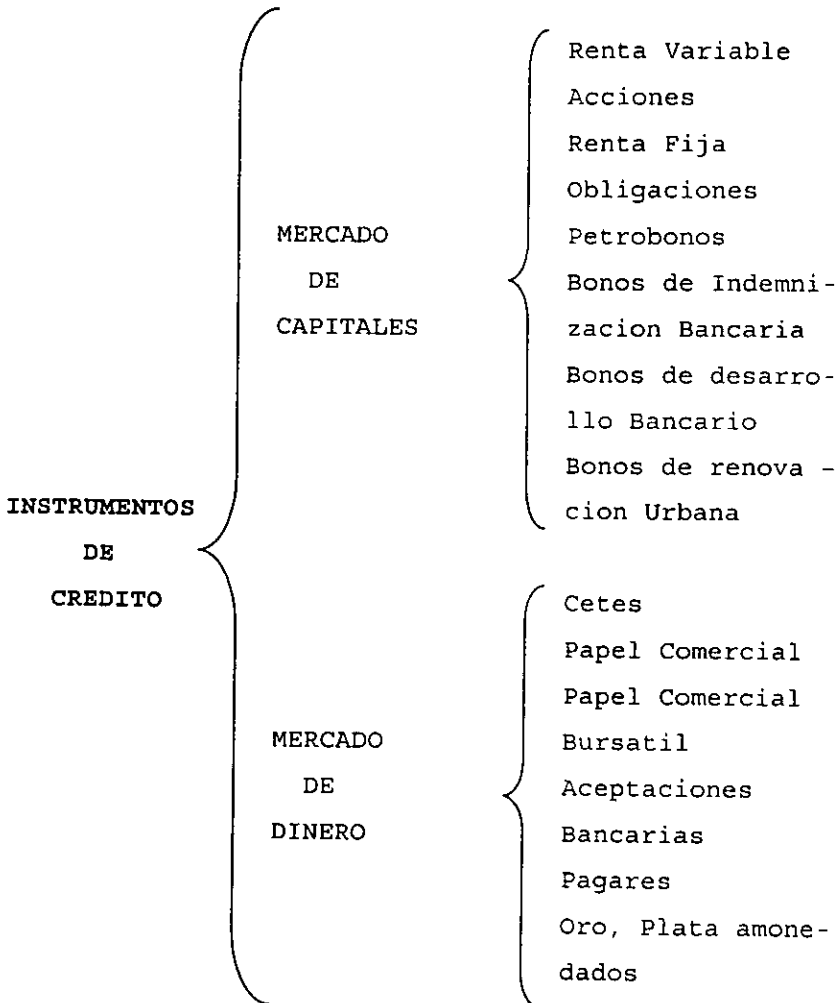 Renta Variable
Acciones
Renta Fija
Obligaciones
MERCADO
DE
CAPITALES
Petrobonos
Bonos de Indemni-
zacion Bancaria
Bonos de desarro-
llo Bancario
Bonos de renova -
cion Urbana
INSTRUMENTOS
DE
CREDITO
Cetes
Papel Comercial
Papel Comercial
Bursatil
Aceptaciones
Bancarias
Pagares
Oro, Plata amone-
dados
MERCADO
DE
DINERO